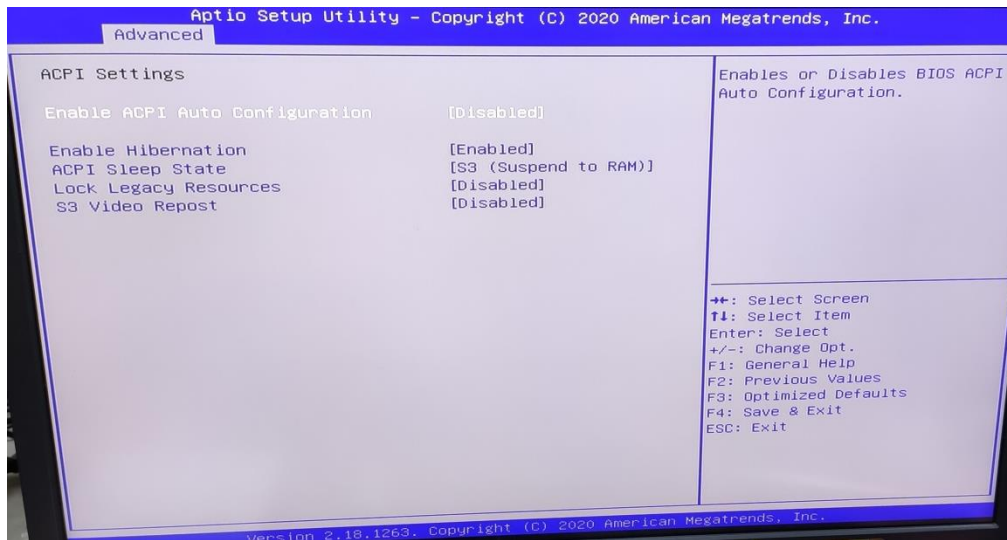 Aptio Setup Utility – Copyright (C) 2020 American Megatrends, Inc.
Advanced
ACPI Settings
Enable ACPI Auto Configuration [Disabled]
Enable Hibernation [Enabled]
ACPI Sleep State [S3 (Suspend to RAM)]
Lock Legacy Resources [Disabled]
S3 Video Repost [Disabled]
Enables or Disables BIOS ACPI
Auto Configuration.
→←: Select Screen
↑↓: Select Item
Enter: Select
+/-: Change Opt.
F1: General Help
F2: Previous Values
F3: Optimized Defaults
F4: Save & Exit
ESC: Exit
Version 2.18.1263. Copyright (C) 2020 American Megatrends, Inc.